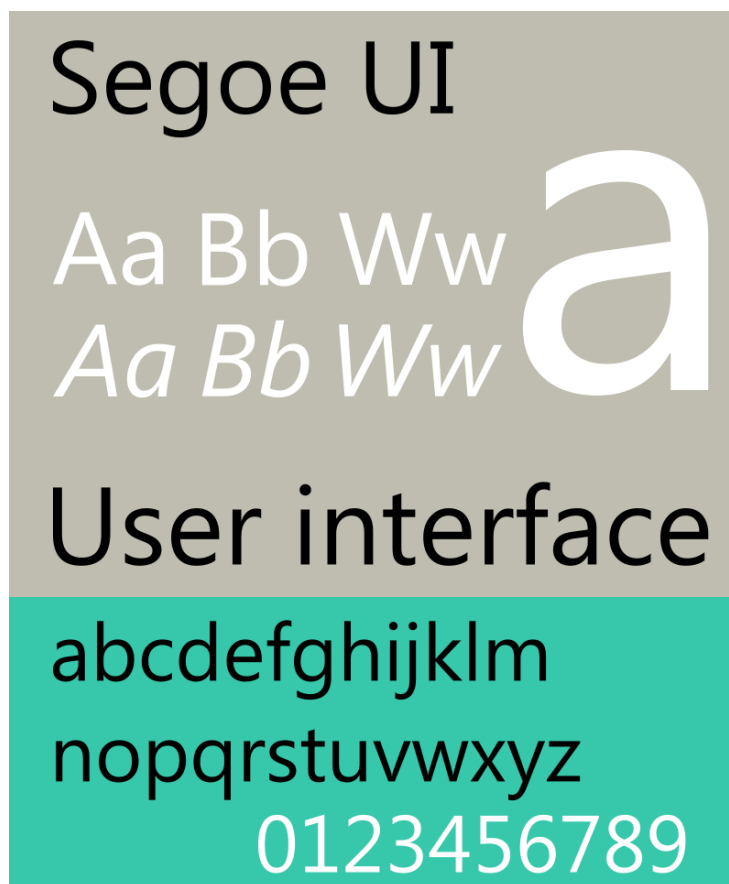 Segoe UI
a
Aa Bb Ww
Aa Bb Ww
User interface
abcdefghijklm
nopqrstuvwxyz
0123456789